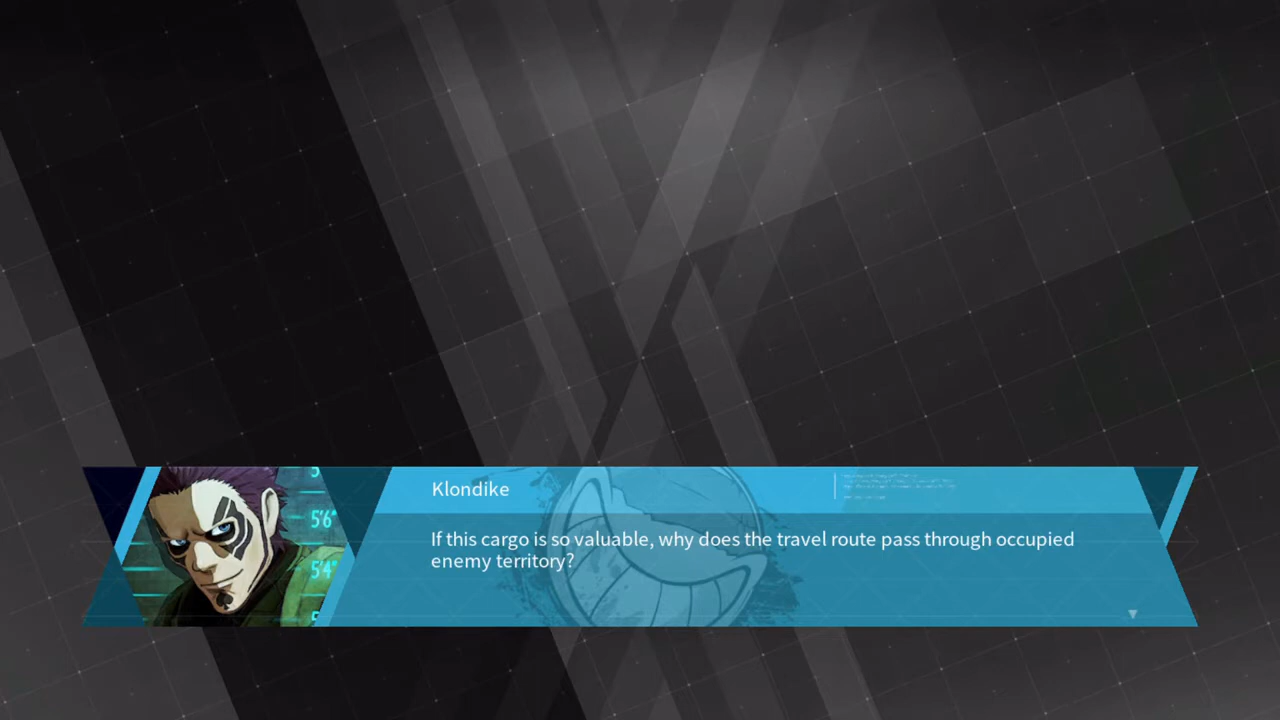 Klondike
If this cargo is so valuable, why does the travel route pass through occupied
enemy territory?
5'6"
5'4"